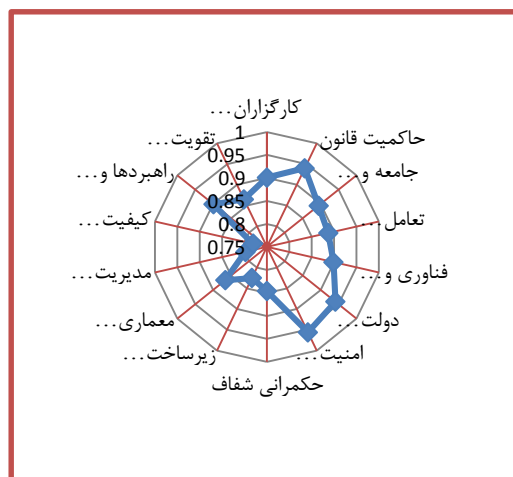 کارگزاران...
حاکمیت قانون
جامعه و...
تعامل...
فناوری و...
دولت...
امنیت...
حکمرانی شفاف
زیرساخت...
معماری...
مدیریت...
کیفیت...
راهبردها و...
تقویت...
1
0.95
0.9
0.85
0.8
0.75